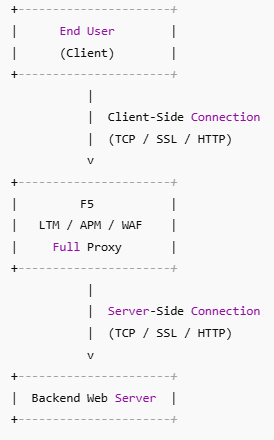 +----------------------+
|      End User        |
|      (Client)        |
+----------------------+
          |
          |  Client-Side Connection
          |  (TCP / SSL / HTTP)
          v
+----------------------+
|         F5           |
|   LTM / APM / WAF    |
|     Full Proxy       |
+----------------------+
          |
          |  Server-Side Connection
          |  (TCP / SSL / HTTP)
          v
+----------------------+
|  Backend Web Server  |
+----------------------+